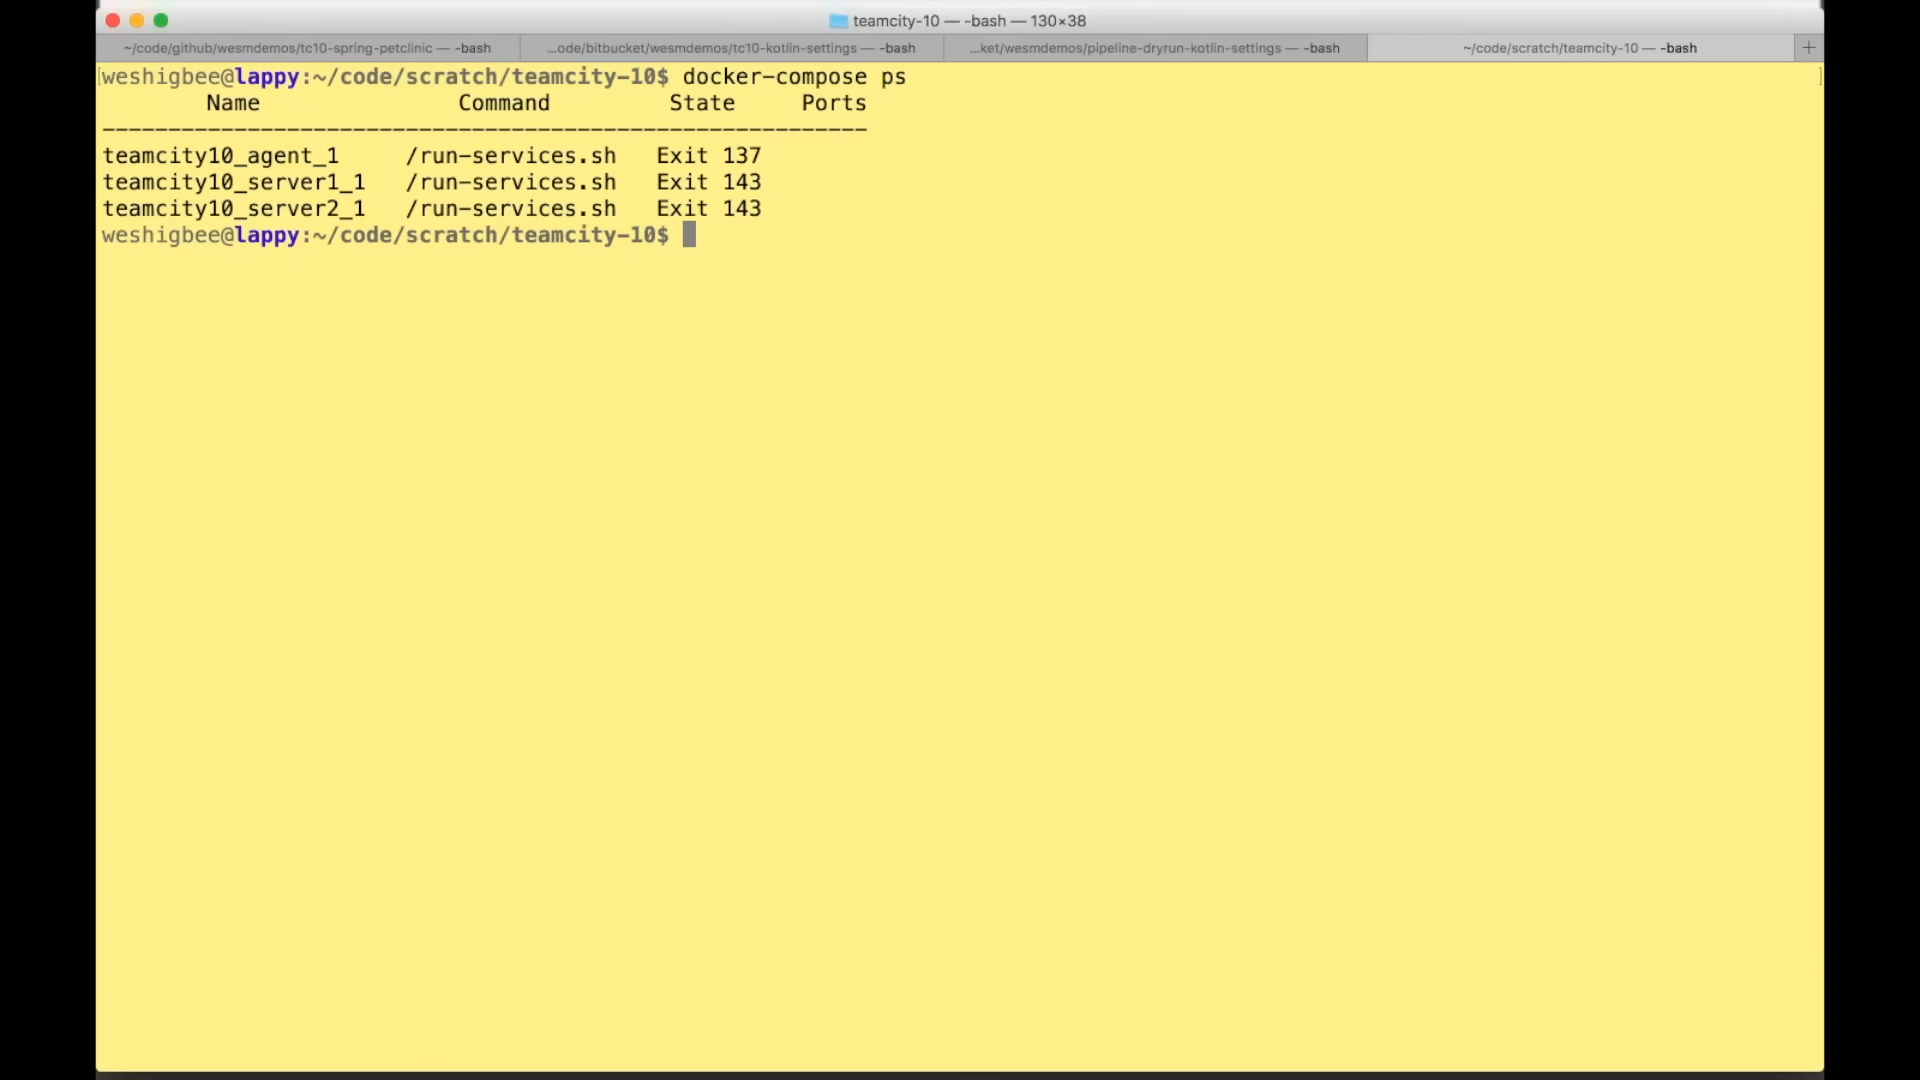 teamcity-10 — -bash — 130×38
~/code/github/wesmdemos/tc10-spring-petclinic — -bash
...ode/bitbucket/wesmdemos/tc10-kotlin-settings — -bash
...ket/wesmdemos/pipeline-dryrun-kotlin-settings — -bash
~/code/scratch/teamcity-10 — -bash
weshigbee@lappy:~/code/scratch/teamcity-10$ docker-compose ps
Name Command State Ports
----------------------------------------------------------
teamcity10_agent_1 /run-services.sh Exit 137
teamcity10_server1_1 /run-services.sh Exit 143
teamcity10_server2_1 /run-services.sh Exit 143
weshigbee@lappy:~/code/scratch/teamcity-10$